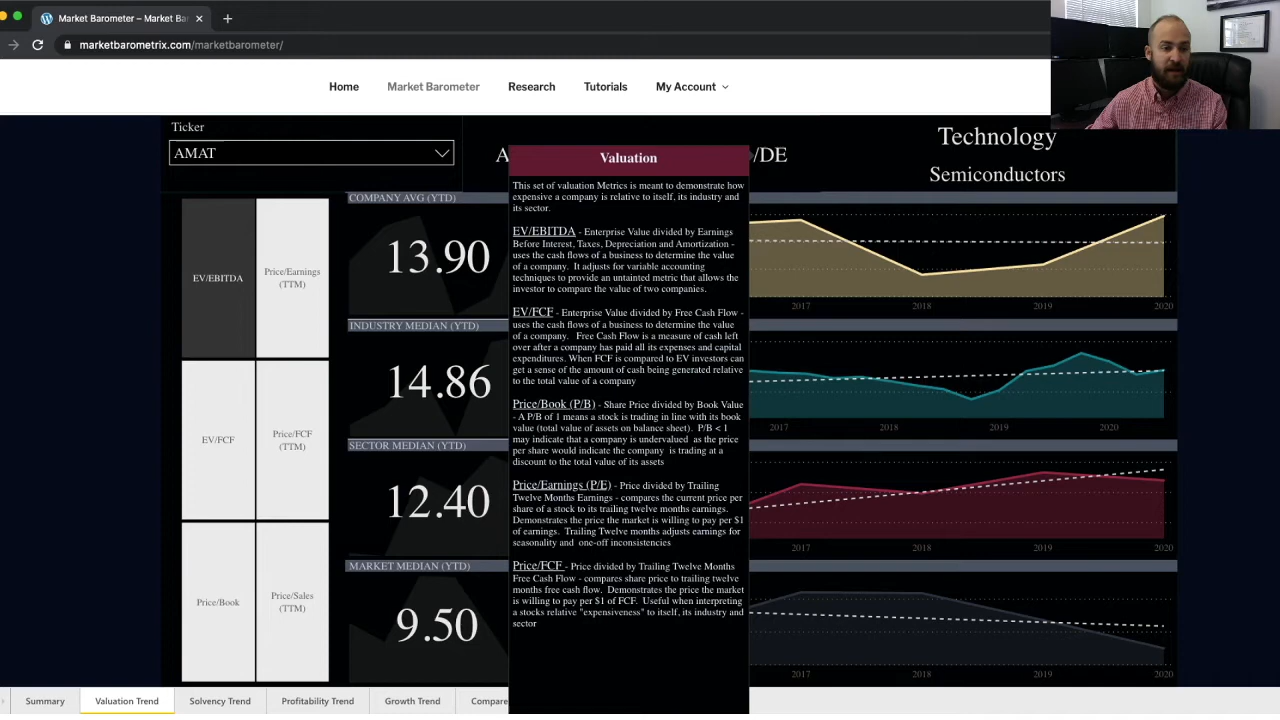 Market Barometer – Market Bar
marketbarometrix.com/marketbarometer/
Home
Market Barometer
Research
Tutorials
My Account
Ticker
AMAT
A
/DE
Technology
Semiconductors
EV/EBITDA
Price/Earnings
(TTM)
EV/FCF
Price/FCF
(TTM)
Price/Book
Price/Sales
(TTM)
COMPANY AVG (YTD)
13.90
INDUSTRY MEDIAN (YTD)
14.86
SECTOR MEDIAN (YTD)
12.40
MARKET MEDIAN (YTD)
9.50
Valuation
This set of valuation Metrics is meant to demonstrate how
expensive a company is relative to itself, its industry and
its sector.
EV/EBITDA - Enterprise Value divided by Earnings
Before Interest, Taxes, Depreciation and Amortization -
uses the cash flows of a business to determine the value
of a company. It adjusts for variable accounting
techniques to provide an untainted metric that allows the
investor to compare the value of two companies.
EV/FCF - Enterprise Value divided by Free Cash Flow -
uses the cash flows of a business to determine the value
of a company. Free Cash Flow is a measure of cash left
over after a company has paid all its expenses and capital
expenditures. When FCF is compared to EV investors can
get a sense of the amount of cash being generated relative
to the total value of a company
Price/Book (P/B) - Share Price divided by Book Value
- A P/B of 1 means a stock is trading in line with its book
value (total value of assets on balance sheet). P/B < 1
may indicate that a company is undervalued as the price
per share would indicate the company is trading at a
discount to the total value of its assets
Price/Earnings (P/E) - Price divided by Trailing
Twelve Months Earnings - compares the current price per
share of a stock to its trailing twelve months earnings.
Demonstrates the price the market is willing to pay per $1
of earnings. Trailing Twelve months adjusts earnings for
seasonality and one-off inconsistencies
Price/FCF - Price divided by Trailing Twelve Months
Free Cash Flow - compares share price to trailing twelve
months free cash flow. Demonstrates the price the market
is willing to pay per $1 of FCF. Useful when interpreting
a stocks relative "expensiveness" to itself, its industry and
sector
2017 2018 2019 2020
2017 2018 2019 2020
2017 2018 2019 2020
2017 2018 2019 2020
Summary
Valuation Trend
Solvency Trend
Profitability Trend
Growth Trend
Compare